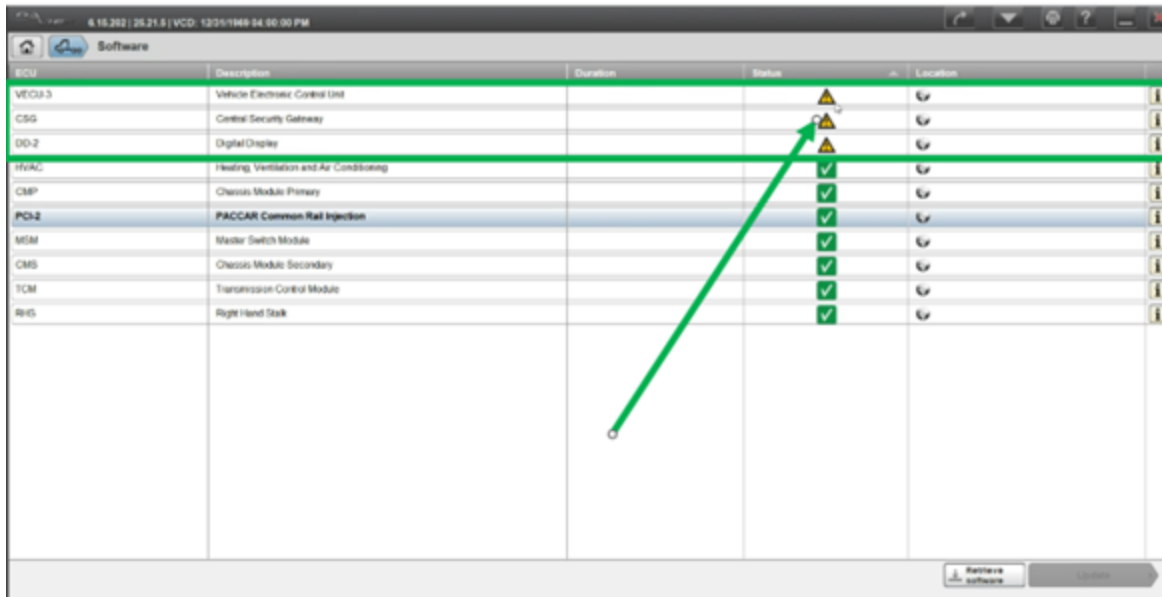 6.15.202 | 25.21.5 | VCD: 12/31/1969 04:00:00 PM
?
Software
ECU Description Duration Status Location
VECU-3 Vehicle Electronic Control Unit
CSG Central Security Gateway
DD-2 Digital Display
HVAC Heating, Ventilation and Air Conditioning
CMP Chassis Module Primary
PCI-2 PACCAR Common Rail Injection
MSM Master Switch Module
CMS Chassis Module Secondary
TCM Transmission Control Module
RHS Right Hand Stalk
Retrieve
software
Update